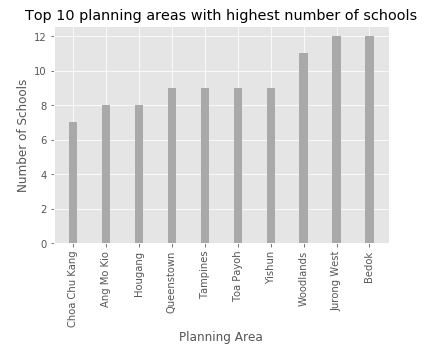 Top 10 planning areas with highest number of schools
12
10
8
6
4
2
0
Number of Schools
Choa Chu Kang
Ang Mo Kio
Hougang
Queenstown
Tampines
Toa Payoh
Yishun
Woodlands
Jurong West
Bedok
Planning Area